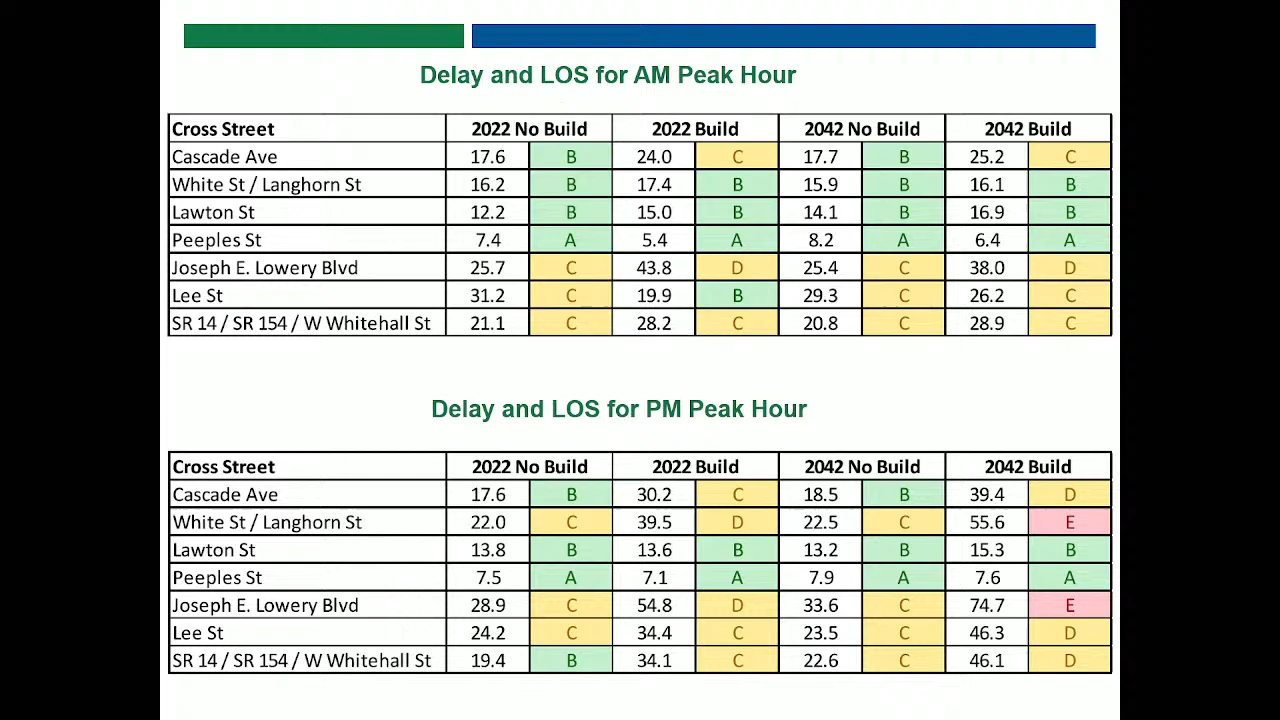 Delay and LOS for AM Peak Hour
Cross Street 2022 No Build 2022 Build 2042 No Build 2042 Build
Cascade Ave 17.6 B 24.0 C 17.7 B 25.2 C
White St / Langhorn St 16.2 B 17.4 B 15.9 B 16.1 B
Lawton St 12.2 B 15.0 B 14.1 B 16.9 B
Peeples St 7.4 A 5.4 A 8.2 A 6.4 A
Joseph E. Lowery Blvd 25.7 C 43.8 D 25.4 C 38.0 D
Lee St 31.2 C 19.9 B 29.3 C 26.2 C
SR 14 / SR 154 / W Whitehall St 21.1 C 28.2 C 20.8 C 28.9 C
Delay and LOS for PM Peak Hour
Cross Street 2022 No Build 2022 Build 2042 No Build 2042 Build
Cascade Ave 17.6 B 30.2 C 18.5 B 39.4 D
White St / Langhorn St 22.0 C 39.5 D 22.5 C 55.6 E
Lawton St 13.8 B 13.6 B 13.2 B 15.3 B
Peeples St 7.5 A 7.1 A 7.9 A 7.6 A
Joseph E. Lowery Blvd 28.9 C 54.8 D 33.6 C 74.7 E
Lee St 24.2 C 34.4 C 23.5 C 46.3 D
SR 14 / SR 154 / W Whitehall St 19.4 B 34.1 C 22.6 C 46.1 D